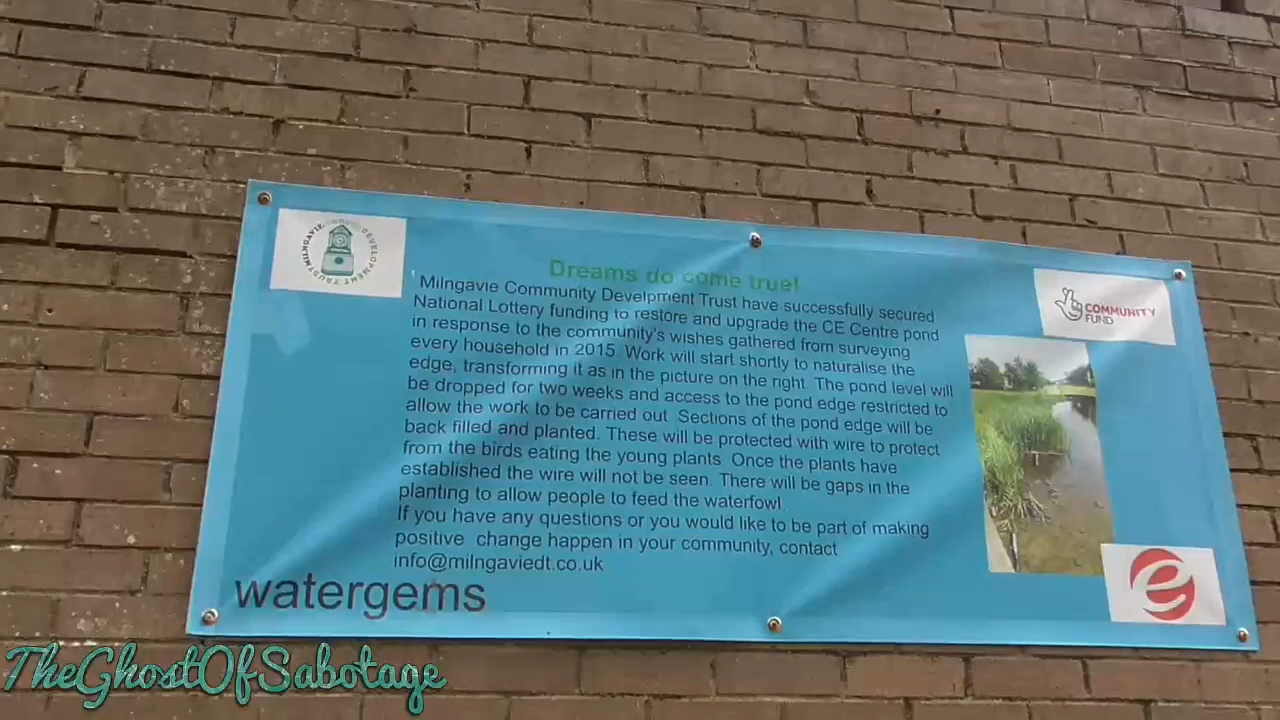 MILNGAVIE COMMUNITY DEVELOPMENT TRUST
Dreams do come true!
COMMUNITY
FUND
Milngavie Community Develpment Trust have successfully secured
National Lottery funding to restore and upgrade the CE Centre pond
in response to the community's wishes gathered from surveying
every household in 2015. Work will start shortly to naturalise the
edge, transforming it as in the picture on the right. The pond level will
be dropped for two weeks and access to the pond edge restricted to
allow the work to be carried out. Sections of the pond edge will be
back filled and planted. These will be protected with wire to protect
from the birds eating the young plants. Once the plants have
established the wire will not be seen. There will be gaps in the
planting to allow people to feed the waterfowl.
If you have any questions or you would like to be part of making
positive change happen in your community, contact
info@milngaviedt.co.uk
watergems
e
TheGhostOfSabotage